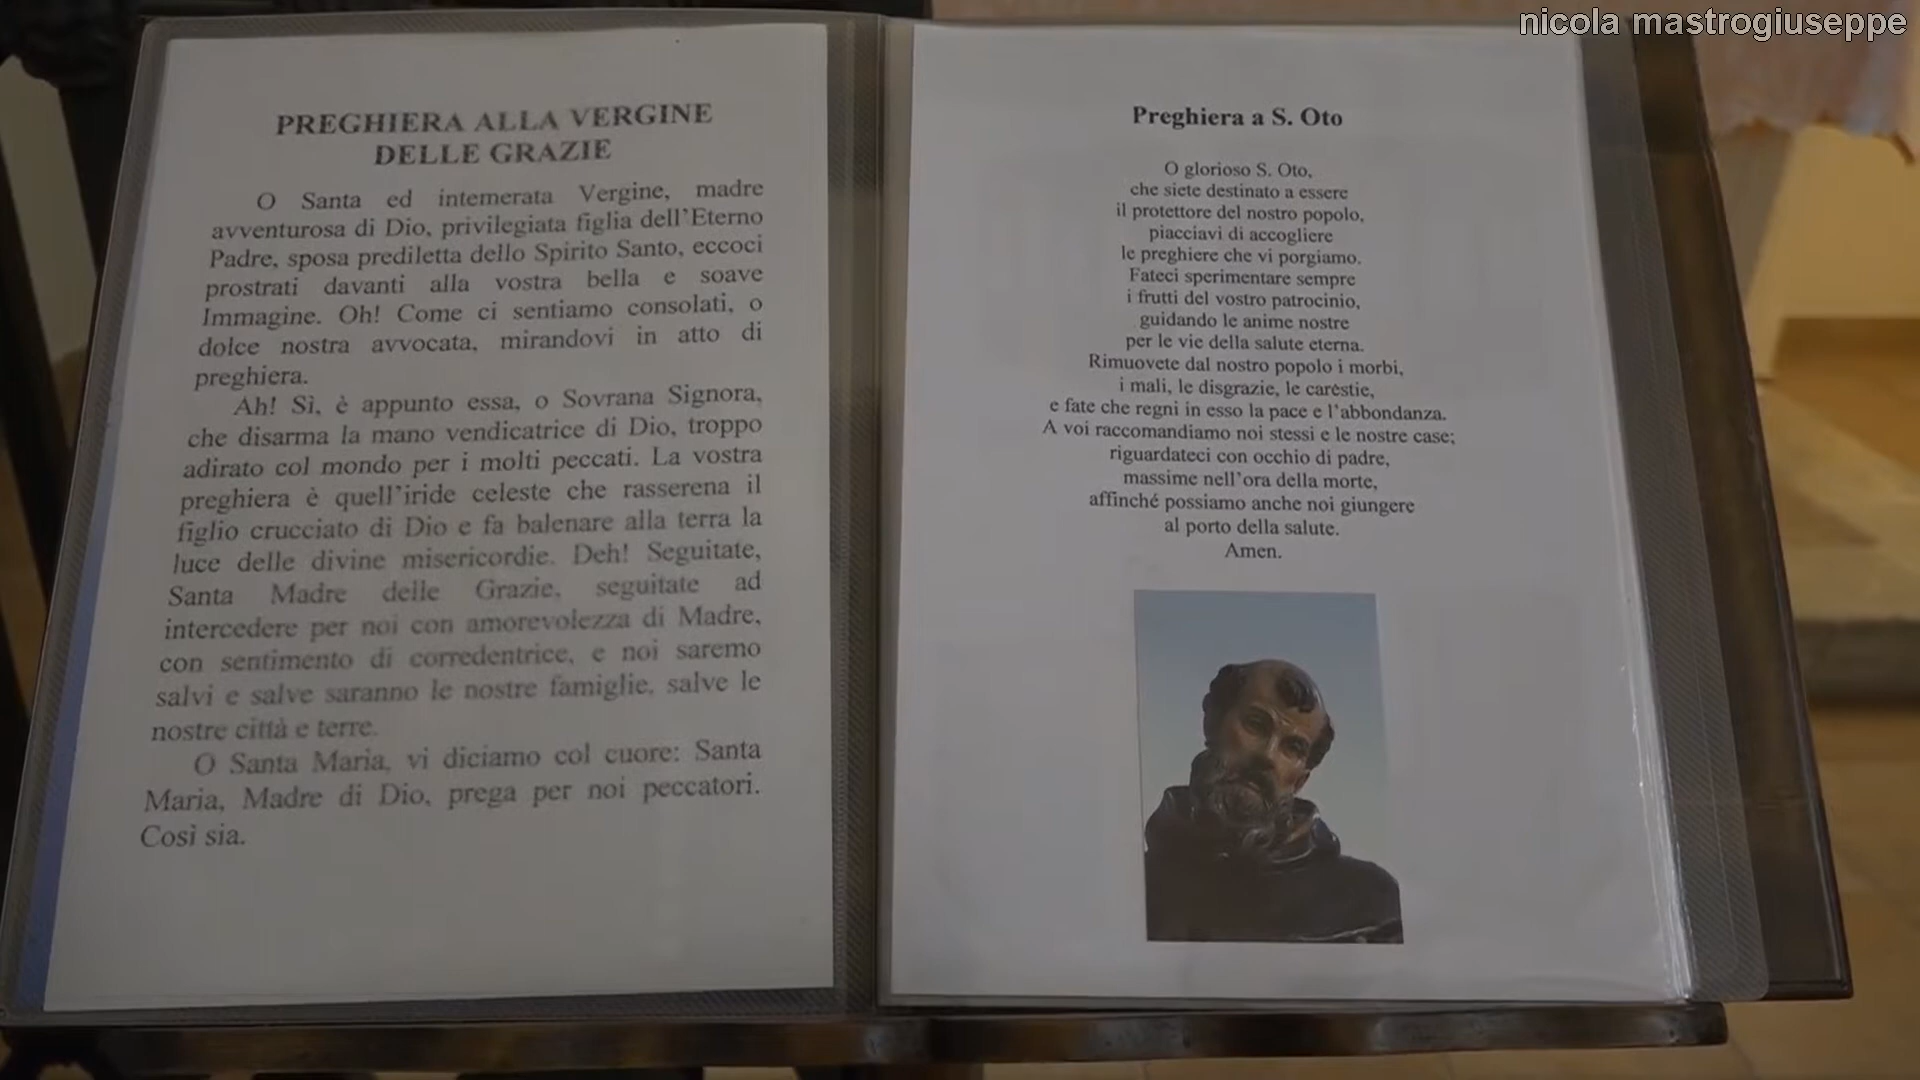 nicola mastrogiuseppe
PREGHIERA ALLA VERGINE
DELLE GRAZIE
O Santa ed intemerata Vergine, madre
avventurosa di Dio, privilegiata figlia dell'Eterno
Padre, sposa prediletta dello Spirito Santo, eccoci
prostrati davanti alla vostra bella e soave
Immagine. Oh! Come ci sentiamo consolati, o
dolce nostra avvocata, mirandovi in atto di
preghiera.
Ah! Sì, è appunto essa, o Sovrana Signora,
che disarma la mano vendicatrice di Dio, troppo
adirato col mondo per i molti peccati. La vostra
preghiera è quell'iride celeste che rasserena il
figlio crucciato di Dio e fa balenare alla terra la
luce delle divine misericordie. Deh! Seguitate,
Santa Madre delle Grazie, seguitate ad
intercedere per noi con amorevolezza di Madre,
con sentimento di corredentrice, e noi saremo
salvi e salve saranno le nostre famiglie, salve le
nostre città e terre.
O Santa Maria, vi diciamo col cuore: Santa
Maria, Madre di Dio, prega per noi peccatori.
Così sia.
Preghiera a S. Oto
O glorioso S. Oto,
che siete destinato a essere
il protettore del nostro popolo,
piacciavi di accogliere
le preghiere che vi porgiamo.
Fateci sperimentare sempre
i frutti del vostro patrocinio,
guidando le anime nostre
per le vie della salute eterna.
Rimuovete dal nostro popolo i morbi,
i mali, le disgrazie, le carestie,
e fate che regni in esso la pace e l'abbondanza.
A voi raccomandiamo noi stessi e le nostre case;
riguardateci con occhio di padre,
massime nell'ora della morte,
affinché possiamo anche noi giungere
al porto della salute.
Amen.